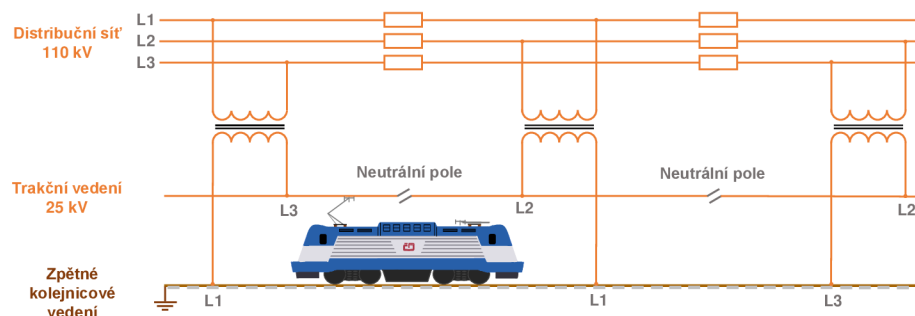 Distribuční síť
110 kV
L1
L2
L3
Trakční vedení
25 kV
Neutrální pole
Neutrální pole
L3
L2
L2
Zpětné
kolejnicové
vedení
L1
L1
L3